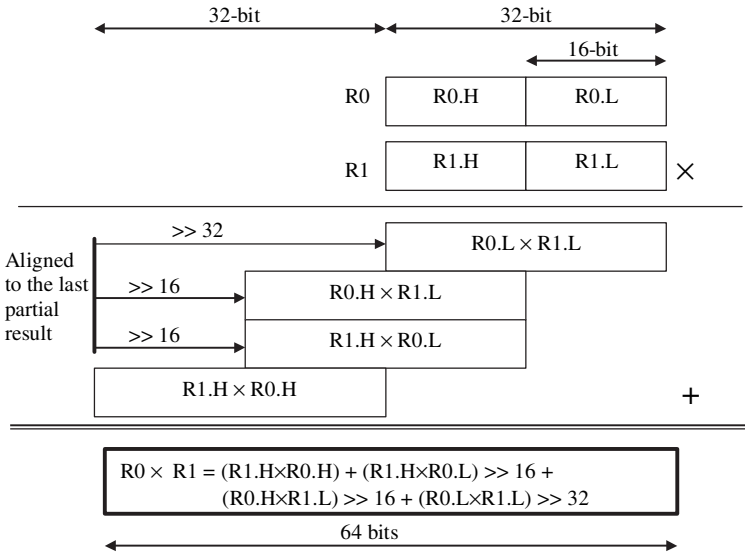 32-bit 32-bit
16-bit
R0 R0.H R0.L
R1 R1.H R1.L ×
>> 32 R0.L × R1.L
Aligned
to the last
partial
result
>> 16 R0.H × R1.L
>> 16 R1.H × R0.L
R1.H × R0.H +
R0 × R1 = (R1.H×R0.H) + (R1.H×R0.L) >> 16 +
(R0.H×R1.L) >> 16 + (R0.L×R1.L) >> 32
64 bits